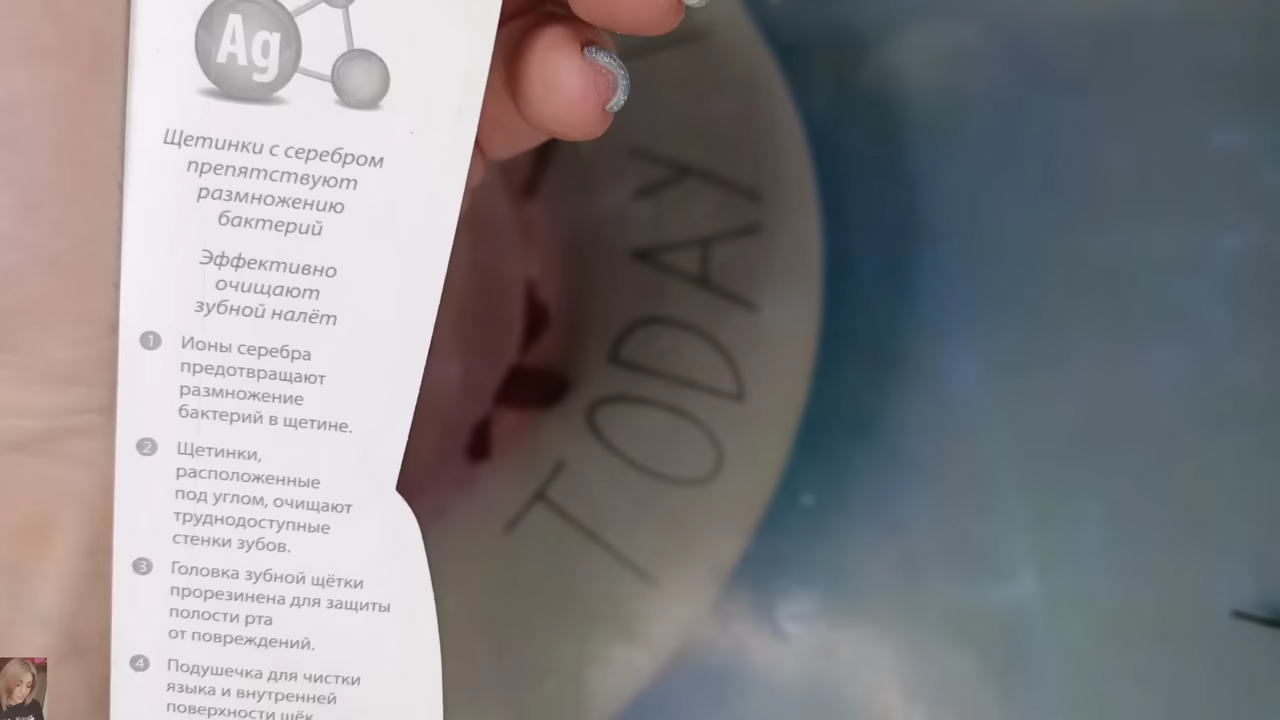 Ag
Щетинки с серебром
препятствуют
размножению
бактерий
Эффективно
очищают
зубной налёт
1 Ионы серебра
предотвращают
размножение
бактерий в щетине.
2 Щетинки,
расположенные
под углом, очищают
труднодоступные
стенки зубов.
3 Головка зубной щётки
прорезинена для защиты
полости рта
от повреждений.
4 Подушечка для чистки
языка и внутренней
поверхности щёк
TODAY